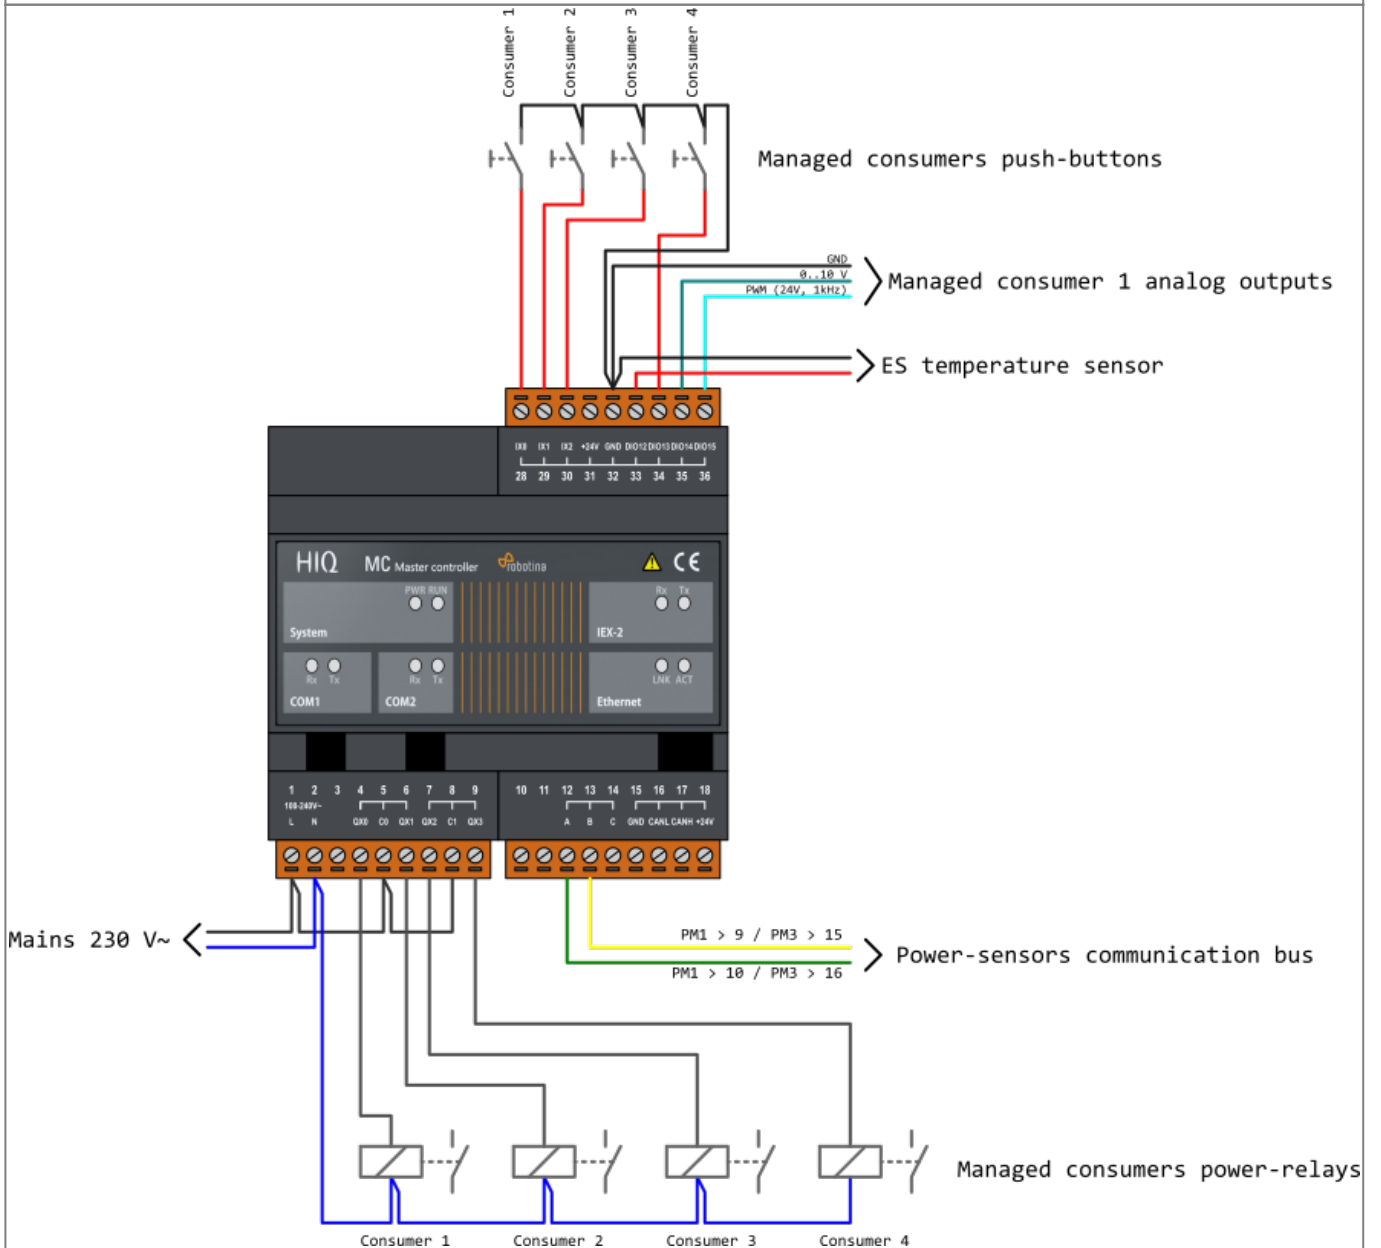 Consumer 1
Consumer 2
Consumer 3
Consumer 4
Managed consumers push-buttons
GND
0..10 V
PWM (24V, 1kHz)
Managed consumer 1 analog outputs
ES temperature sensor
IX0 IX1 IX2 +24V GND DIO12 DIO13 DIO14 DIO15
28 29 30 31 32 33 34 35 36
HIQ MC Master controller robotina CE
PWR RUN
Rx Tx
System
IEX-2
Rx Tx
Rx Tx
LNK ACT
COM1
COM2
Ethernet
1 2 3 4 5 6 7 8 9
10 11 12 13 14 15 16 17 18
100-240V~
L N QX0 C0 QX1 QX2 C1 QX3
A B C GND CANL CANH +24V
Mains 230 V~
PM1 > 9 / PM3 > 15
Power-sensors communication bus
PM1 > 10 / PM3 > 16
Managed consumers power-relays
Consumer 1
Consumer 2
Consumer 3
Consumer 4